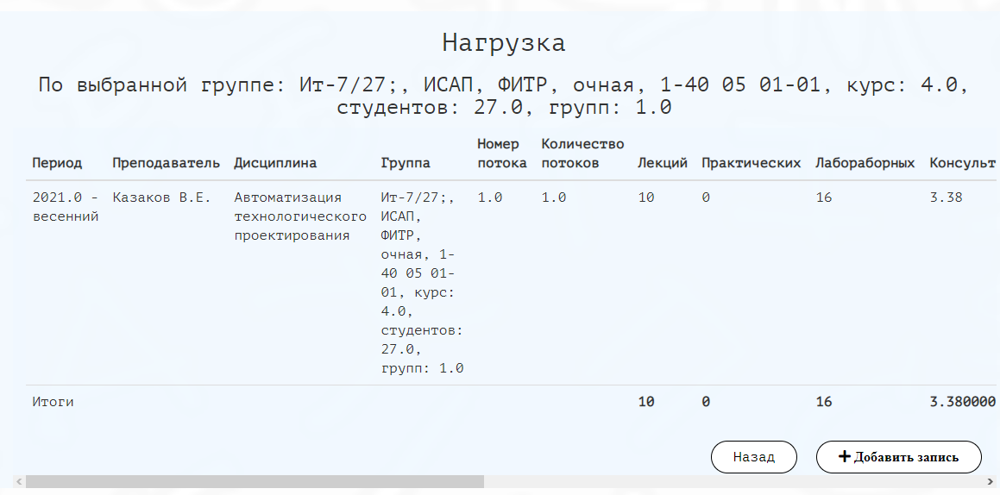 Нагрузка
По выбранной группе: Ит-7/27;, ИСАП, ФИТР, очная, 1-40 05 01-01, курс: 4.0,
студентов: 27.0, групп: 1.0
Период Преподаватель Дисциплина Группа Номер потока Количество потоков Лекций Практических Лабораборных Консульт
2021.0 - Казаков В.Е. Автоматизация Ит-7/27;, 1.0 1.0 10 0 16 3.38
весенний технологического ИСАП,
проектирования ФИТР,
очная, 1-
40 05 01-
01, курс:
4.0,
студентов:
27.0,
групп: 1.0
Итоги 10 0 16 3.380000
Назад + Добавить запись